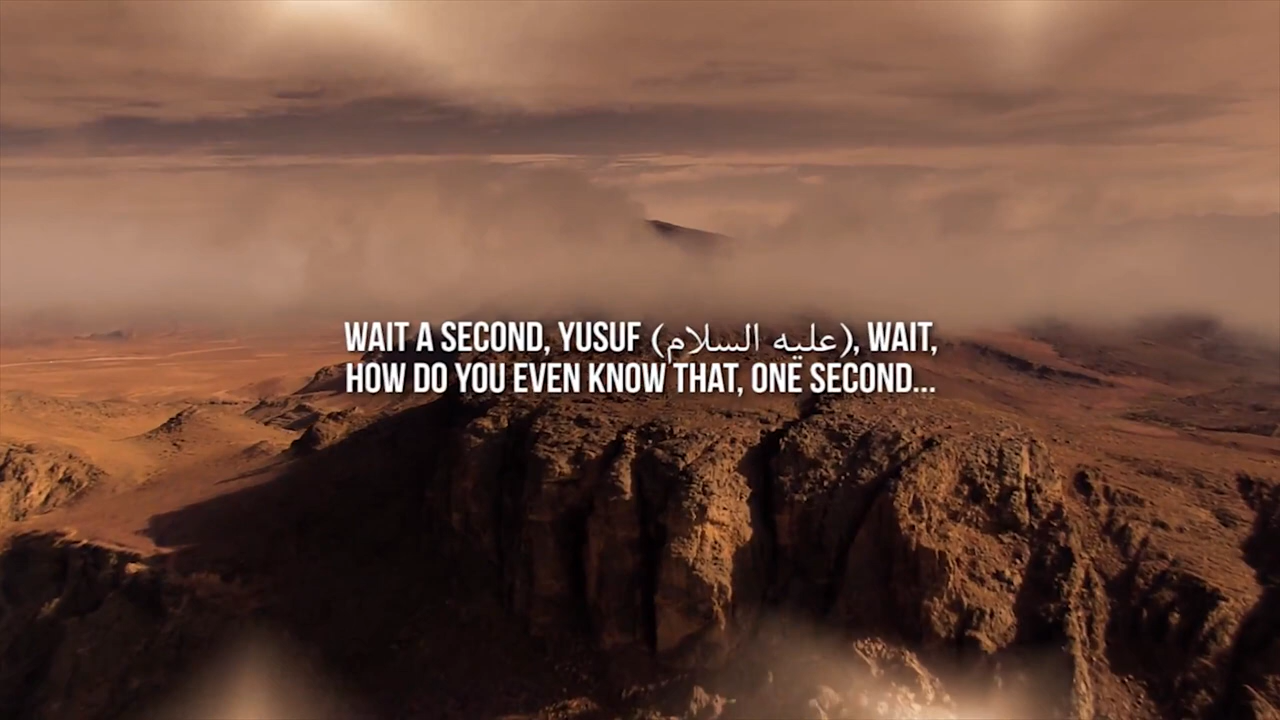 WAIT A SECOND, YUSUF (عليه السلام), WAIT,
HOW DO YOU EVEN KNOW THAT, ONE SECOND...